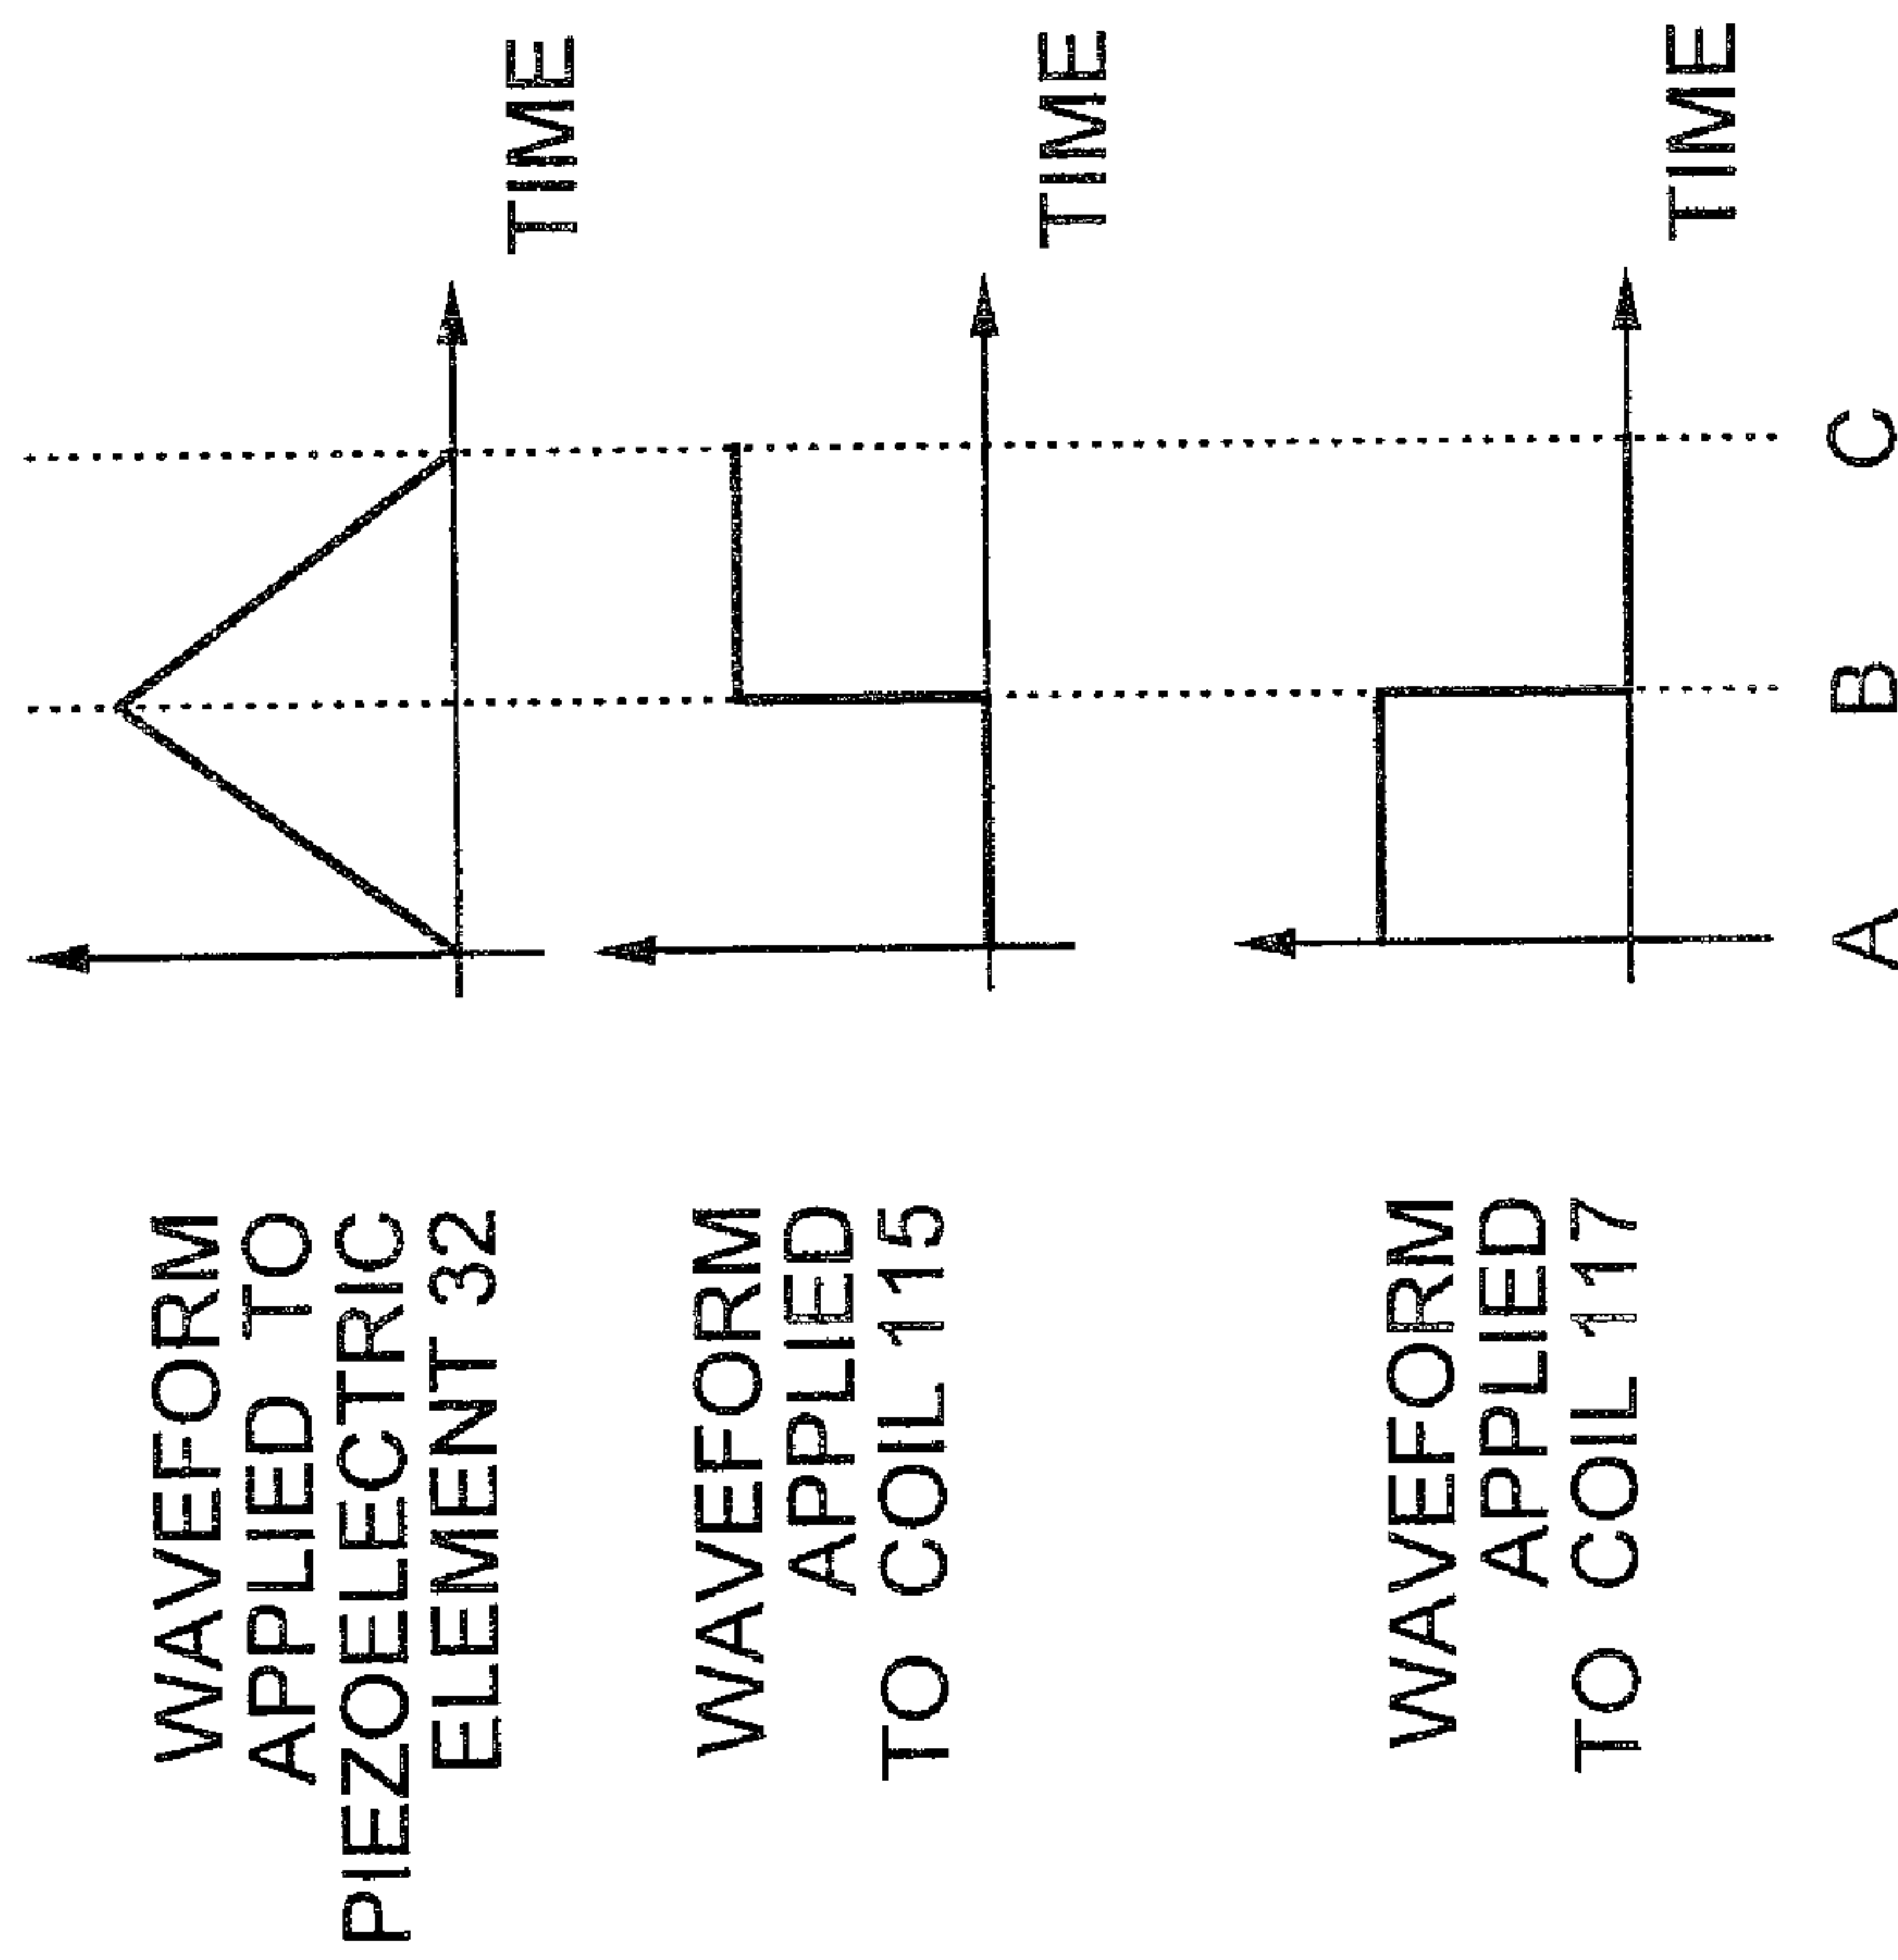 WAVEFORM
APPLIED TO
PIEZOELECTRIC
ELEMENT 32
TIME
WAVEFORM
APPLIED
TO COIL 115
TIME
WAVEFORM
APPLIED
TO COIL 117
TIME
A B C